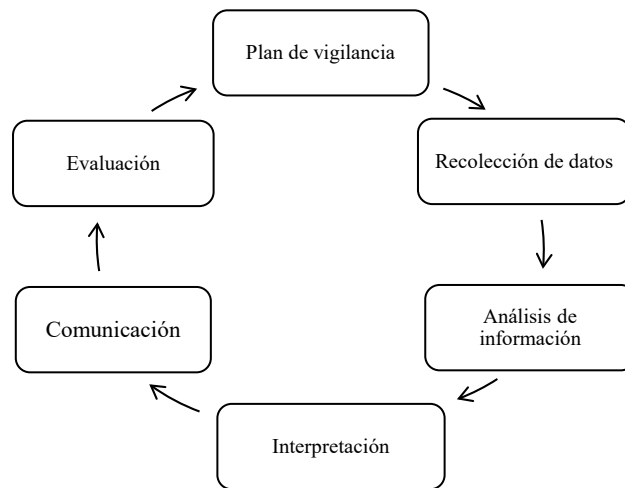 Plan de vigilancia
Recolección de datos
Análisis de
información
Interpretación
Comunicación
Evaluación